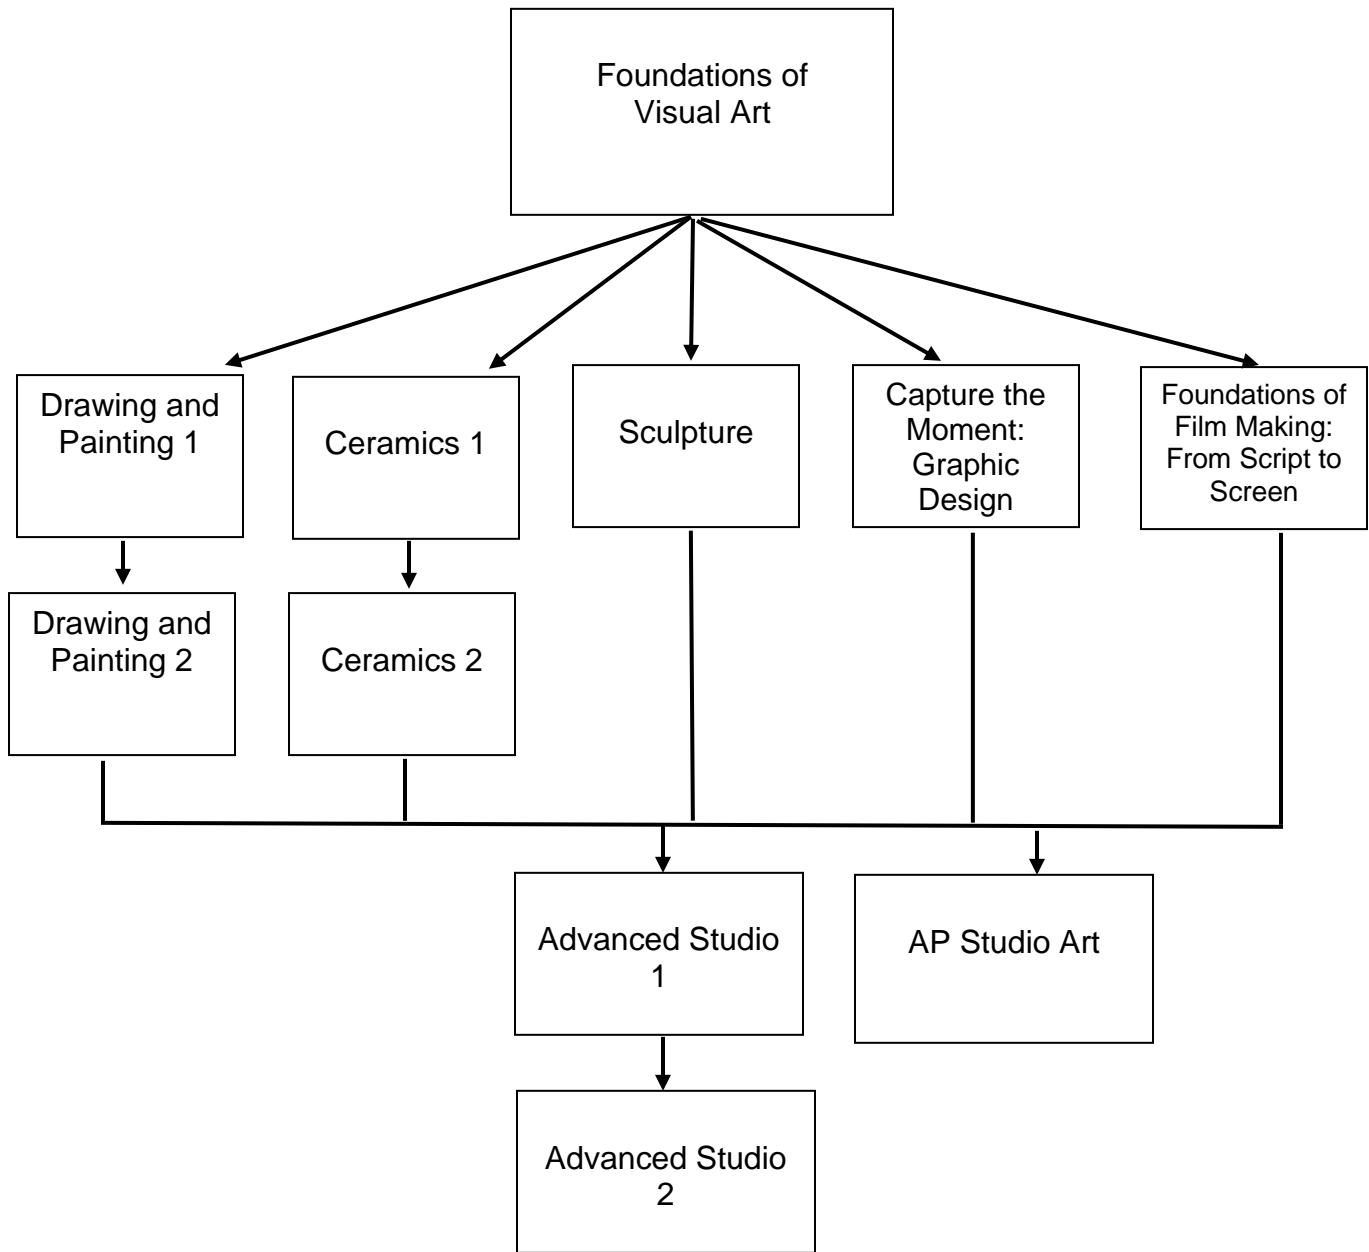 Foundations of
Visual Art
Drawing and
Painting 1
Ceramics 1
Sculpture
Capture the
Moment:
Graphic
Design
Foundations of
Film Making:
From Script to
Screen
Drawing and
Painting 2
Ceramics 2
Advanced Studio
1
AP Studio Art
Advanced Studio
2